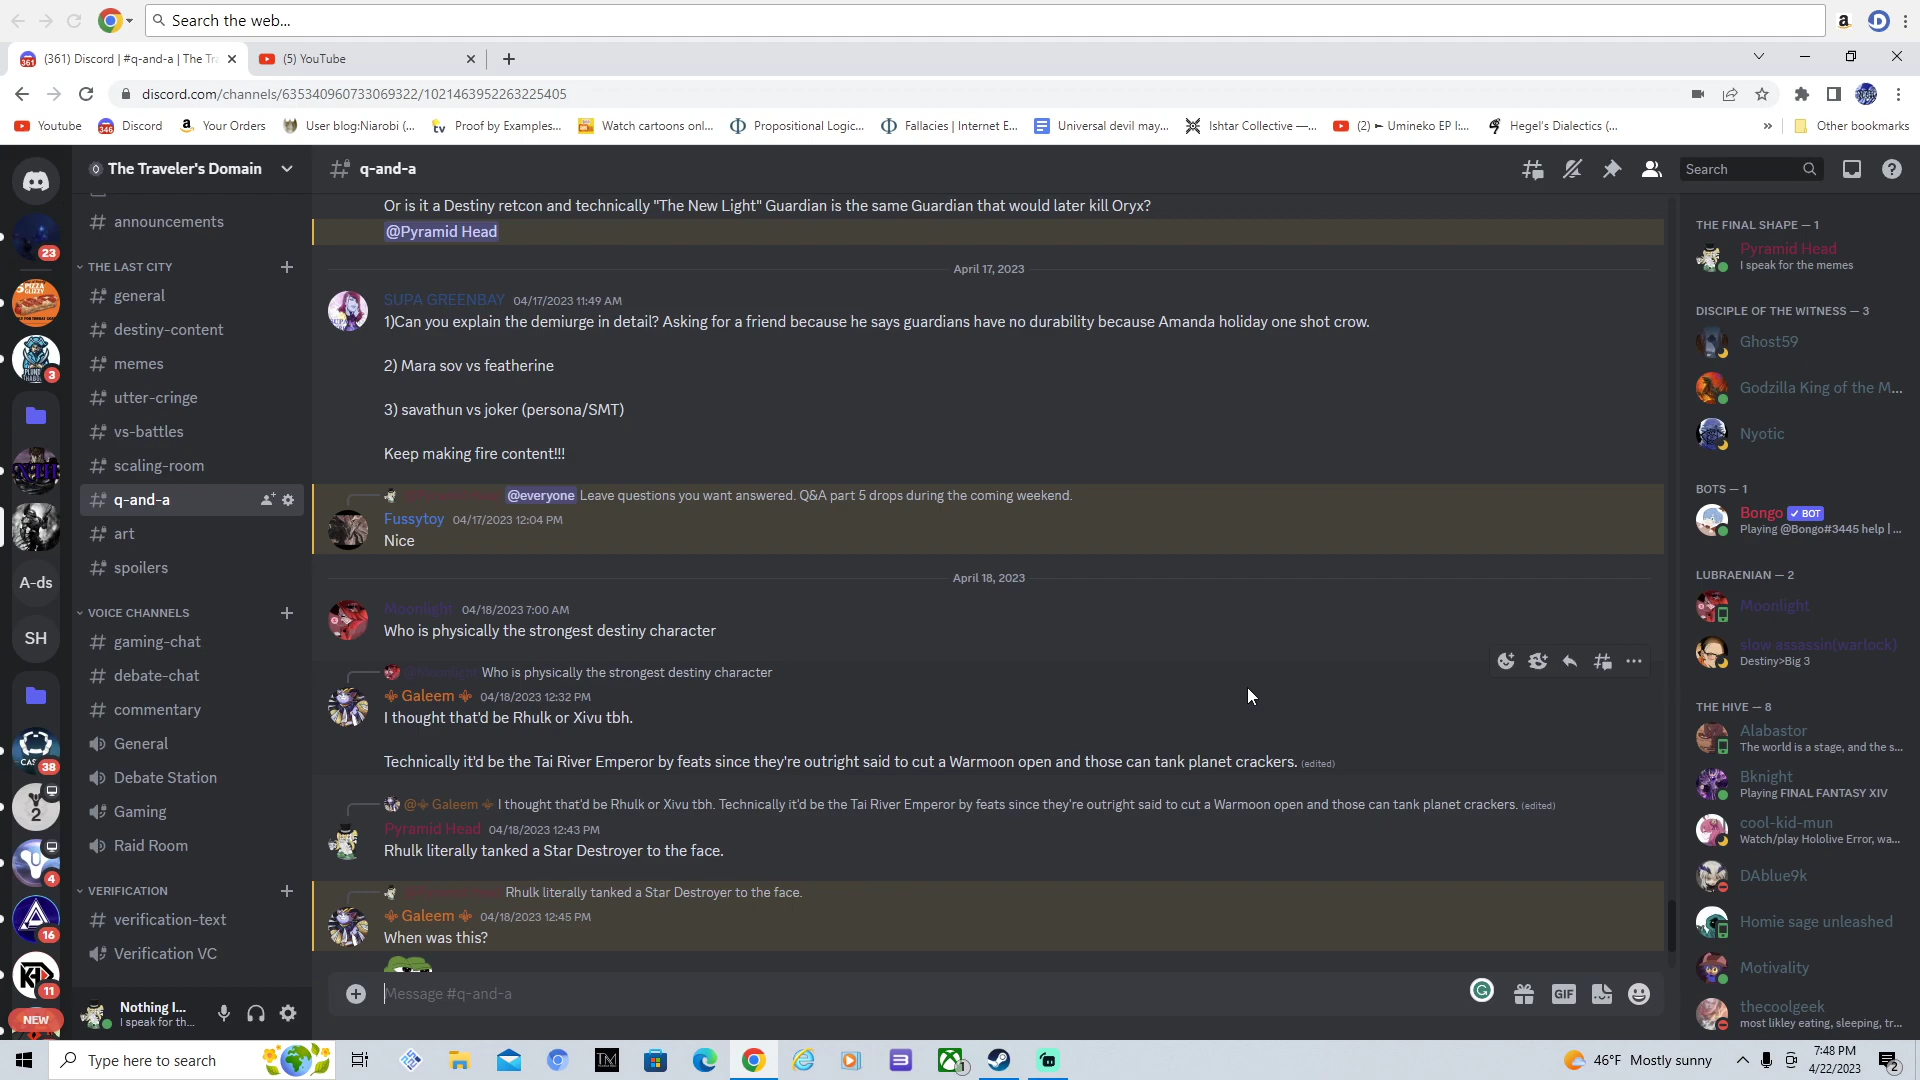 Search the web...
(361) Discord | #q-and-a | The Tra
(5) YouTube
discord.com/channels/635340960733069322/1021463952263225405
Youtube
Discord
Your Orders
User blog:Niarobi (...
Proof by Examples...
Watch cartoons onl...
Propositional Logic...
Fallacies | Internet E...
Universal devil may...
Ishtar Collective —...
(2) ► Umineko EP I:...
Hegel's Dialectics (...
»
Other bookmarks
The Traveler's Domain
q-and-a
Search
23
3
A-ds
SH
38
2
4
16
11
NEW
announcements
THE LAST CITY
general
destiny-content
memes
utter-cringe
vs-battles
scaling-room
q-and-a
art
spoilers
VOICE CHANNELS
gaming-chat
debate-chat
commentary
General
Debate Station
Gaming
Raid Room
VERIFICATION
verification-text
Verification VC
Nothing I...
I speak for th...
Or is it a Destiny retcon and technically "The New Light" Guardian is the same Guardian that would later kill Oryx?
@Pyramid Head
April 17, 2023
SUPA GREENBAY 04/17/2023 11:49 AM
1)Can you explain the demiurge in detail? Asking for a friend because he says guardians have no durability because Amanda holiday one shot crow.
2) Mara sov vs featherine
3) savathun vs joker (persona/SMT)
Keep making fire content!!!
@everyone Leave questions you want answered. Q&A part 5 drops during the coming weekend.
Fussytoy 04/17/2023 12:04 PM
Nice
April 18, 2023
Moonlight 04/18/2023 7:00 AM
Who is physically the strongest destiny character
@Moonlight Who is physically the strongest destiny character
Galeem 04/18/2023 12:32 PM
I thought that'd be Rhulk or Xivu tbh.
Technically it'd be the Tai River Emperor by feats since they're outright said to cut a Warmoon open and those can tank planet crackers. (edited)
@ Galeem I thought that'd be Rhulk or Xivu tbh. Technically it'd be the Tai River Emperor by feats since they're outright said to cut a Warmoon open and those can tank planet crackers. (edited)
Pyramid Head 04/18/2023 12:43 PM
Rhulk literally tanked a Star Destroyer to the face.
Rhulk literally tanked a Star Destroyer to the face.
Galeem 04/18/2023 12:45 PM
When was this?
Message #q-and-a
GIF
THE FINAL SHAPE — 1
Pyramid Head
I speak for the memes
DISCIPLE OF THE WITNESS — 3
Ghost59
Godzilla King of the M...
Nyotic
BOTS — 1
Bongo ✓ BOT
Playing @Bongo#3445 help | ...
LUBRAENIAN — 2
Moonlight
slow assassin(warlock)
Destiny>Big 3
THE HIVE — 8
Alabastor
The world is a stage, and the s...
Bknight
Playing FINAL FANTASY XIV
cool-kid-mun
Watch/play Hololive Error, wa...
DAblue9k
Homie sage unleashed
Motivality
thecoolgeek
most likley eating, sleeping, tr...
Type here to search
46°F Mostly sunny
7:48 PM
4/22/2023